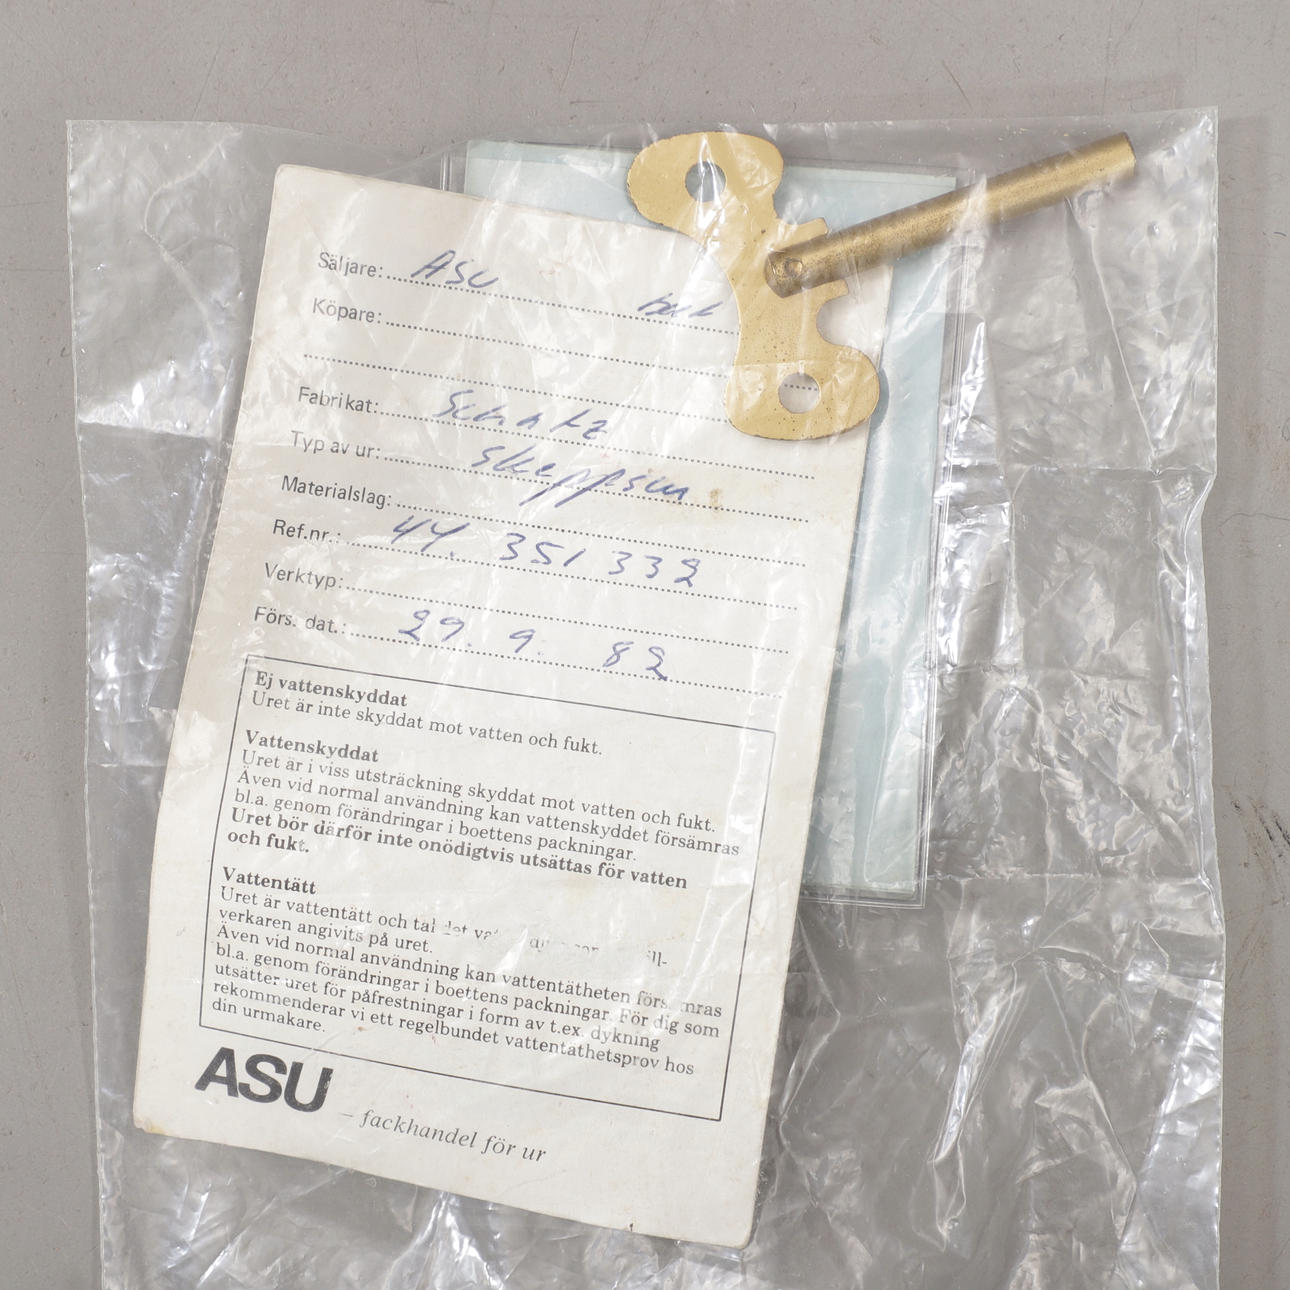 Säljare: ASU
Köpare:
Fabrikat: Schatz
Typ av ur: Skeppsur
Materialslag:
Ref.nr.: 44. 351 332
Verktyp:
Förs. dat.: 29. 9. 82
Ej vattenskyddat
Uret är inte skyddat mot vatten och fukt.
Vattenskyddat
Uret är i viss utsträckning skyddat mot vatten och fukt.
Även vid normal användning kan vattenskyddet försämras
bl.a. genom förändringar i boettens packningar.
Uret bör därför inte onödigtvis utsättas för vatten
och fukt.
Vattentätt
Uret är vattentätt och tål det
verkaren angivits på uret.
Även vid normal användning kan vattentätheten försämras
bl.a. genom förändringar i boettens packningar. För dig som
utsätter uret för påfrestningar i form av t.ex. dykning
rekommenderar vi ett regelbundet vattentäthetsprov hos
din urmakare.
ASU
– fackhandel för ur